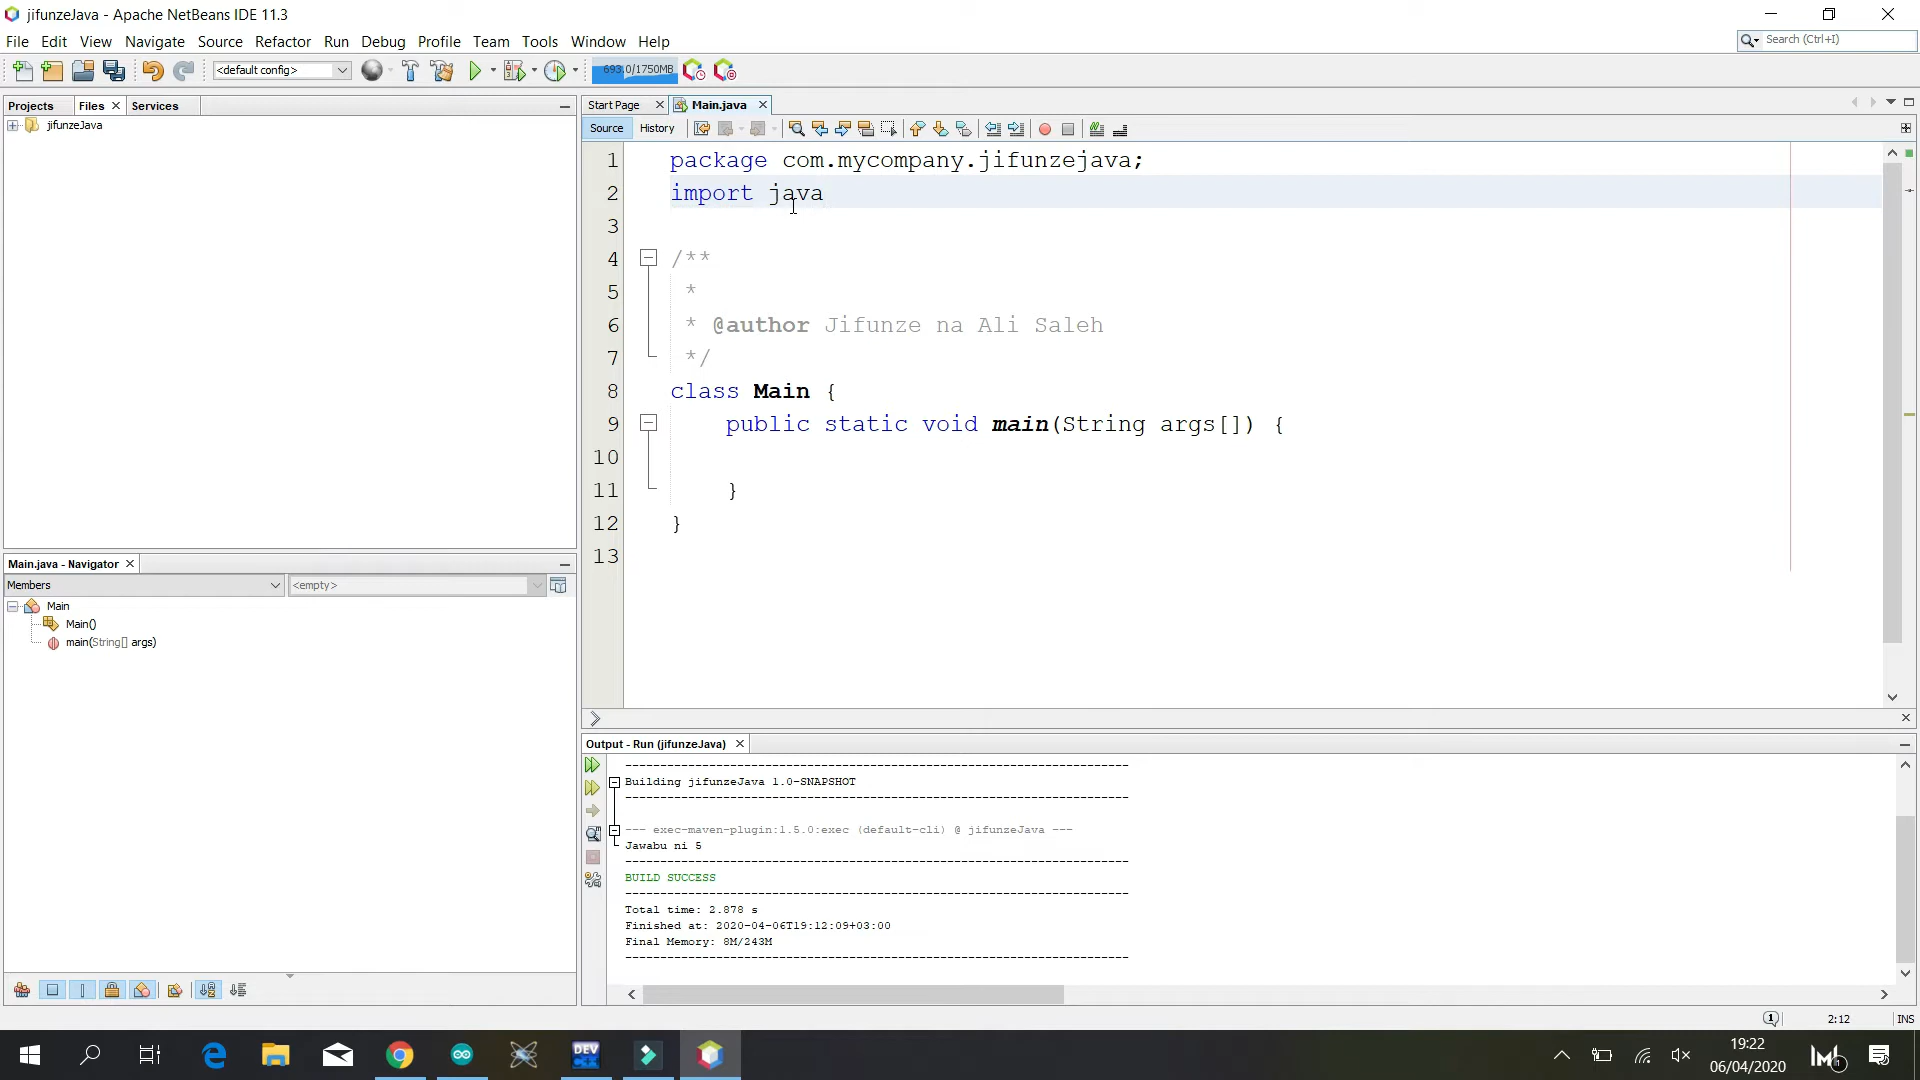 jifunzeJava - Apache NetBeans IDE 11.3
File Edit View Navigate Source Refactor Run Debug Profile Team Tools Window Help
Search (Ctrl+I)
<default config>
693.0/1750MB
Projects Files Services
jifunzeJava
Start Page Main.java
Source History
1 package com.mycompany.jifunzejava;
2 import java
3
4 /**
5 *
6 * @author Jifunze na Ali Saleh
7 */
8 class Main {
9 public static void main(String args[]) {
10
11 }
12 }
13
Main.java - Navigator
Members <empty>
Main
Main()
main(String[] args)
Output - Run (jifunzeJava)
------------------------------------------------------------------------
Building jifunzeJava 1.0-SNAPSHOT
------------------------------------------------------------------------
--- exec-maven-plugin:1.5.0:exec (default-cli) @ jifunzeJava ---
Jawabu ni 5
------------------------------------------------------------------------
BUILD SUCCESS
------------------------------------------------------------------------
Total time: 2.878 s
Finished at: 2020-04-06T19:12:09+03:00
Final Memory: 8M/243M
------------------------------------------------------------------------
1 2:12 INS
DEV C++
19:22
06/04/2020
1